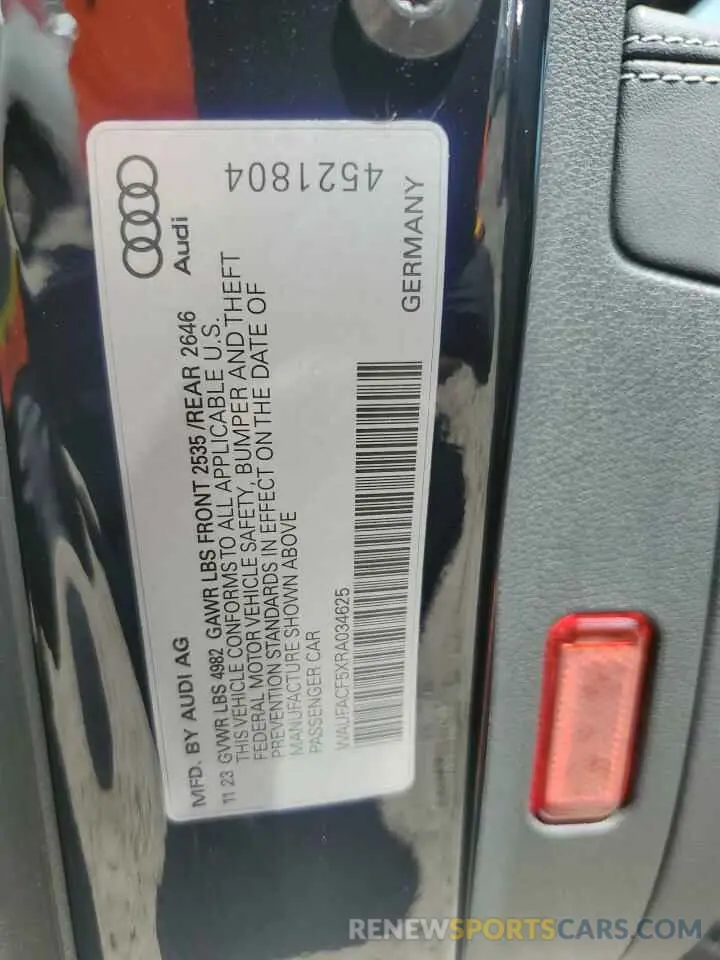 MFD. BY AUDI AG
Audi
11 23 GVWR LBS 4982 GAWR LBS FRONT 2535 / REAR 2646
THIS VEHICLE CONFORMS TO ALL APPLICABLE U.S.
FEDERAL MOTOR VEHICLE SAFETY, BUMPER AND THEFT
PREVENTION STANDARDS IN EFFECT ON THE DATE OF
MANUFACTURE SHOWN ABOVE
PASSENGER CAR
WAUFACF5XRA034625
4521804
GERMANY
RENEWSPORTSCARS.COM